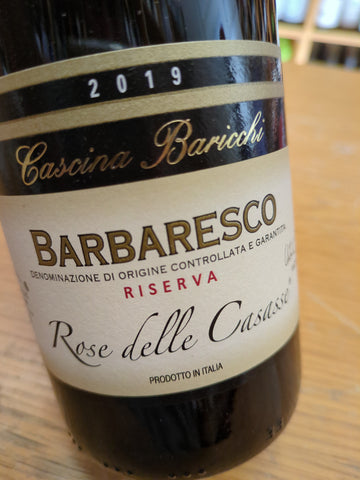 2019
Cascina Baricchi
BARBARESCO
DENOMINAZIONE DI ORIGINE CONTROLLATA E GARANTITA
RISERVA
Rose delle Casasse
PRODOTTO IN ITALIA